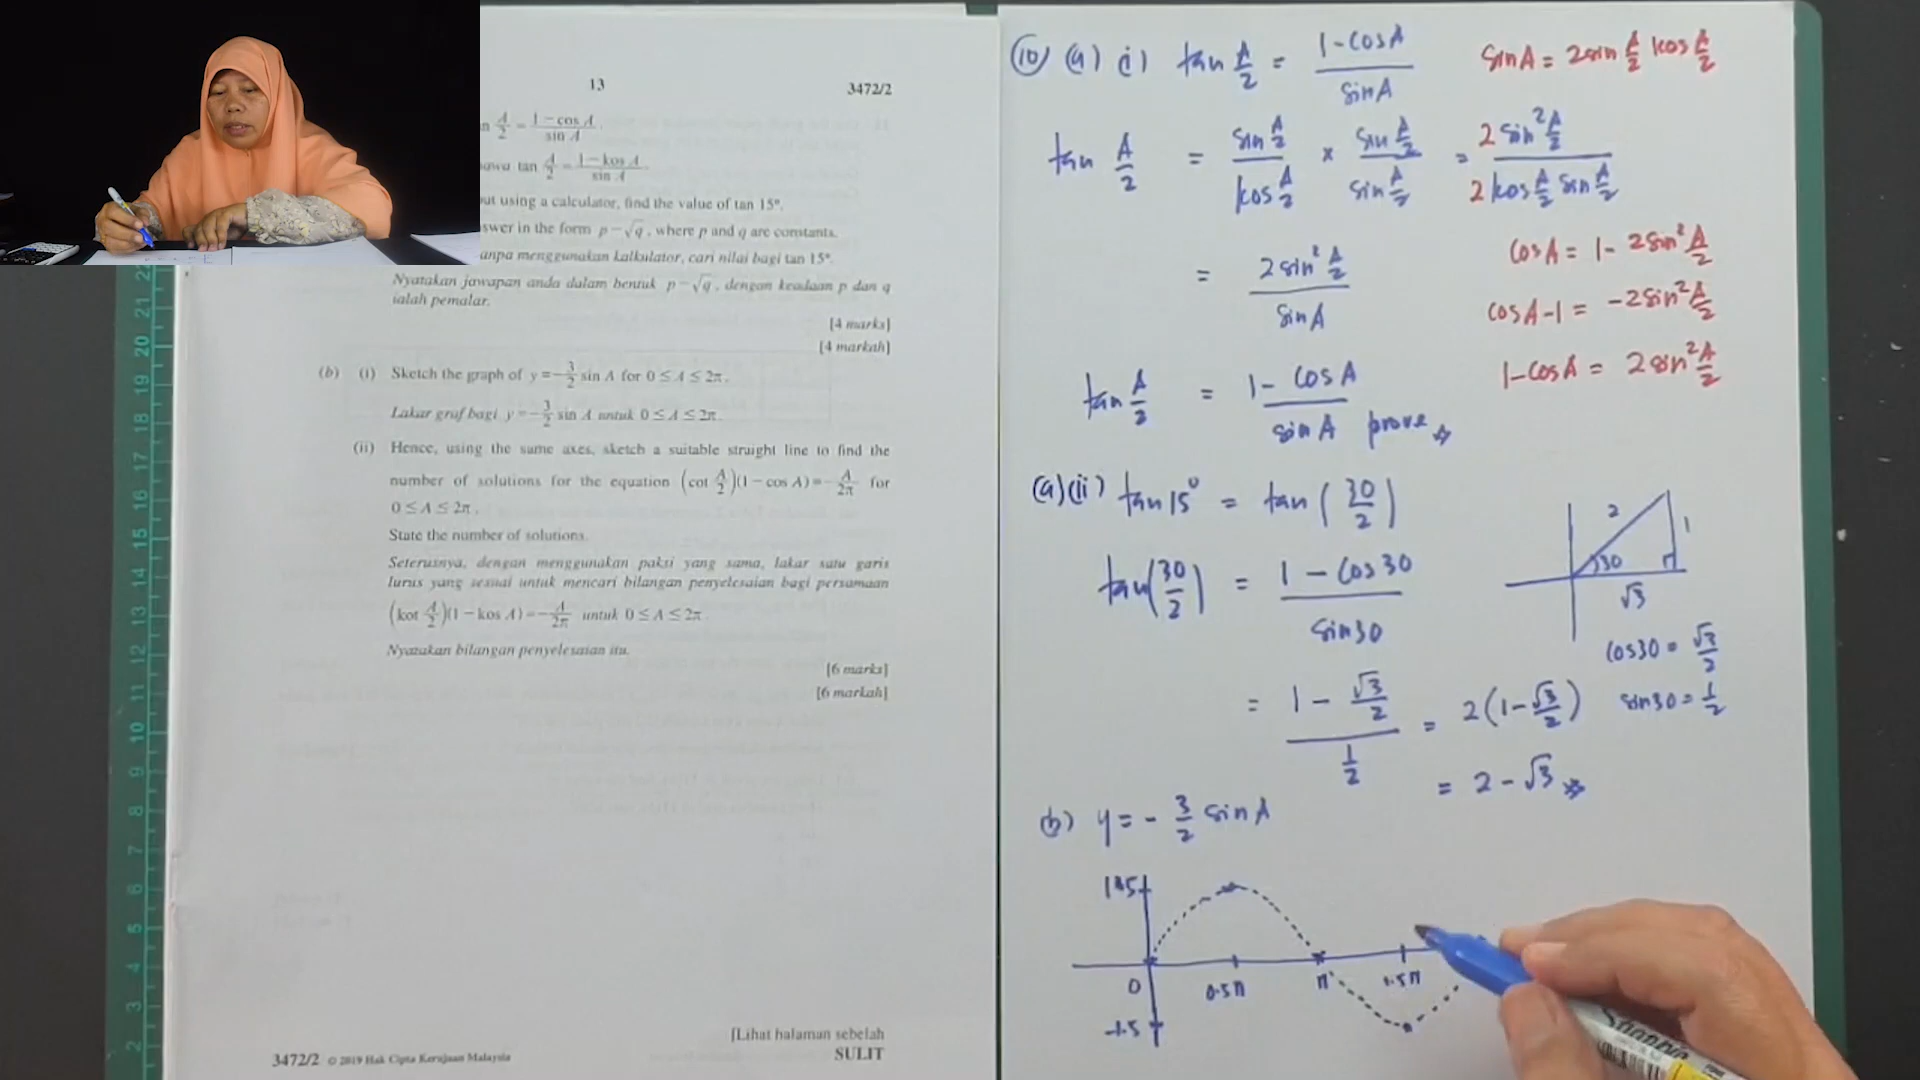 13
3472/2
A/2 = (1 - cos A)/(sin A).
tan A/2 = (1 - kos A)/(sin A).
using a calculator, find the value of tan 15°.
in the form p - √q, where p and q are constants.
menggunakan kalkulator, cari nilai bagi tan 15°.
Nyatakan jawapan anda dalam bentuk p - √q, dengan keadaan p dan q
ialah pemalar.
[4 marks]
[4 markah]
(b) (i) Sketch the graph of y = -3/2 sin A for 0 ≤ A ≤ 2π.
Lakar graf bagi y = -3/2 sin A untuk 0 ≤ A ≤ 2π.
(ii) Hence, using the same axes, sketch a suitable straight line to find the
number of solutions for the equation (cot A/2)(1 - cos A) = -A/2π for
0 ≤ A ≤ 2π.
State the number of solutions.
Seterusnya, dengan menggunakan paksi yang sama, lakar satu garis
lurus yang sesuai untuk mencari bilangan penyelesaian bagi persamaan
(kot A/2)(1 - kos A) = -A/2π untuk 0 ≤ A ≤ 2π.
Nyatakan bilangan penyelesaian itu.
[6 marks]
[6 markah]
[Lihat halaman sebelah
3472/2 © 2019 Hak Cipta Kerajaan Malaysia
SULIT
10 (a) (i) tan A/2 = (1 - cos A)/(sin A)
sin A = 2 sin A/2 kos A/2
tan A/2 = (sin A/2)/(kos A/2) × (sin A/2)/(sin A/2) = (2 sin² A/2)/(2 kos A/2 sin A/2)
= (2 sin² A/2)/(sin A)
cos A = 1 - 2 sin² A/2
cos A - 1 = -2 sin² A/2
1 - cos A = 2 sin² A/2
tan A/2 = (1 - cos A)/(sin A) prove
(a)(ii) tan 15° = tan (30/2)
tan (30/2) = (1 - cos 30)/(sin 30)
2
1
30
√3
cos 30 = √3/2
sin 30 = 1/2
= (1 - √3/2)/(1/2) = 2(1 - √3/2)
= 2 - √3
(b) y = -3/2 sin A
1.5
0
0.5π
π
1.5π
-1.5
Sharpie